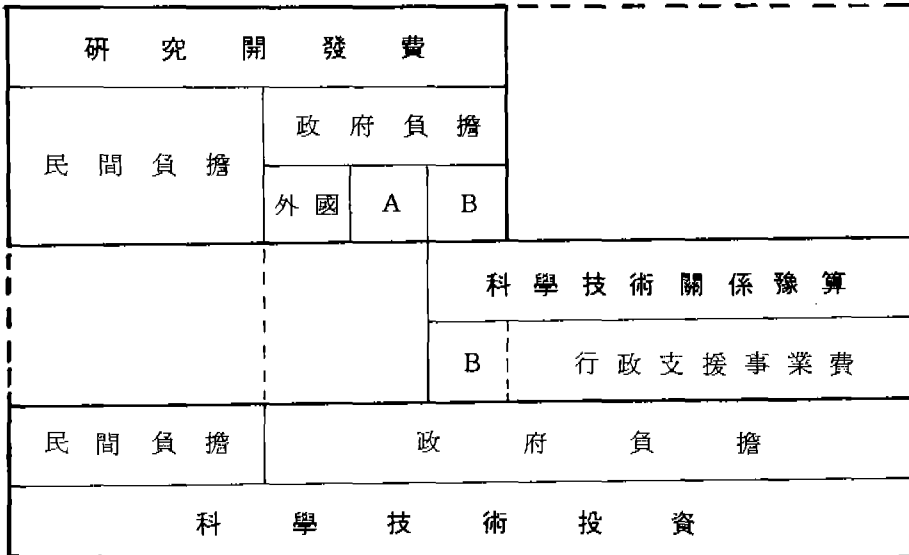 研究開發費
政府負擔
民間負擔
外國 A B
科學技術關係豫算
B 行政支援事業費
民間負擔 政府負擔
科學技術投資